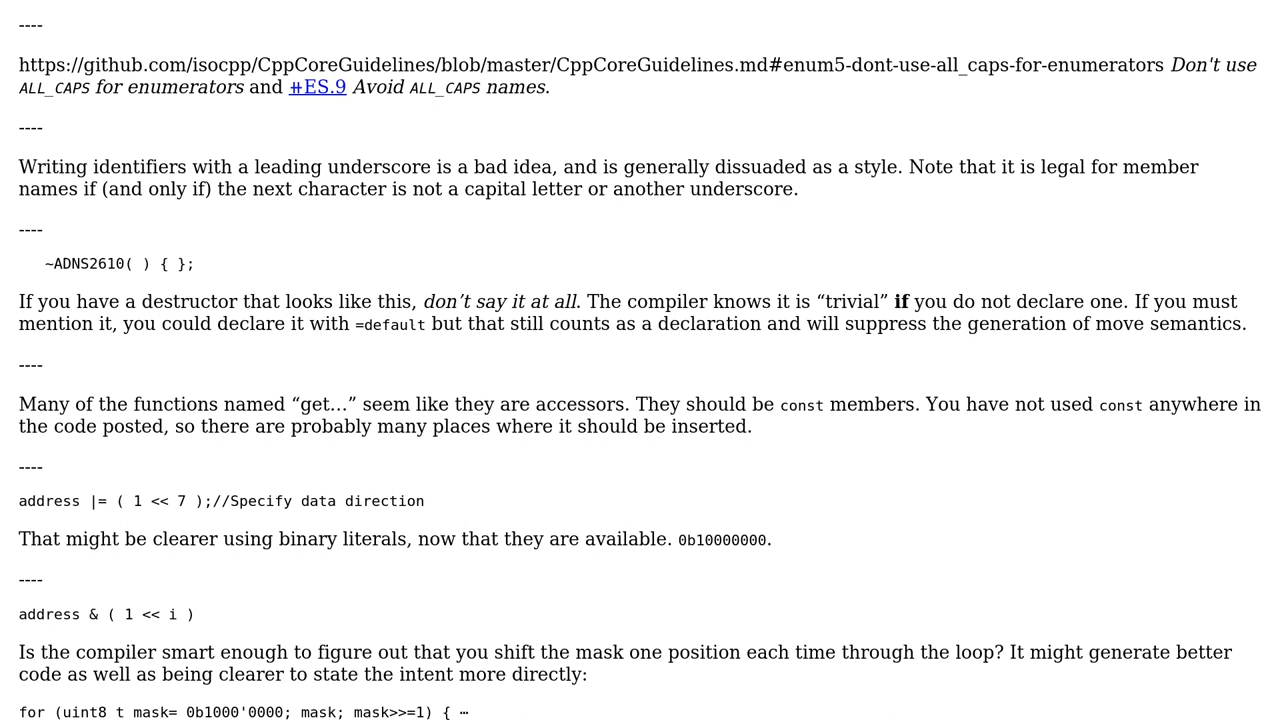 ----
https://github.com/isocpp/CppCoreGuidelines/blob/master/CppCoreGuidelines.md#enum5-dont-use-all_caps-for-enumerators Don't use
ALL_CAPS for enumerators and ⧺ES.9 Avoid ALL_CAPS names.
----
Writing identifiers with a leading underscore is a bad idea, and is generally dissuaded as a style. Note that it is legal for member
names if (and only if) the next character is not a capital letter or another underscore.
----
~ADNS2610( ) { };
If you have a destructor that looks like this, don’t say it at all. The compiler knows it is “trivial” if you do not declare one. If you must
mention it, you could declare it with =default but that still counts as a declaration and will suppress the generation of move semantics.
----
Many of the functions named “get…” seem like they are accessors. They should be const members. You have not used const anywhere in
the code posted, so there are probably many places where it should be inserted.
----
address |= ( 1 << 7 );//Specify data direction
That might be clearer using binary literals, now that they are available. 0b10000000.
----
address & ( 1 << i )
Is the compiler smart enough to figure out that you shift the mask one position each time through the loop? It might generate better
code as well as being clearer to state the intent more directly:
for (uint8_t mask= 0b1000'0000; mask; mask>>=1) { ⋯